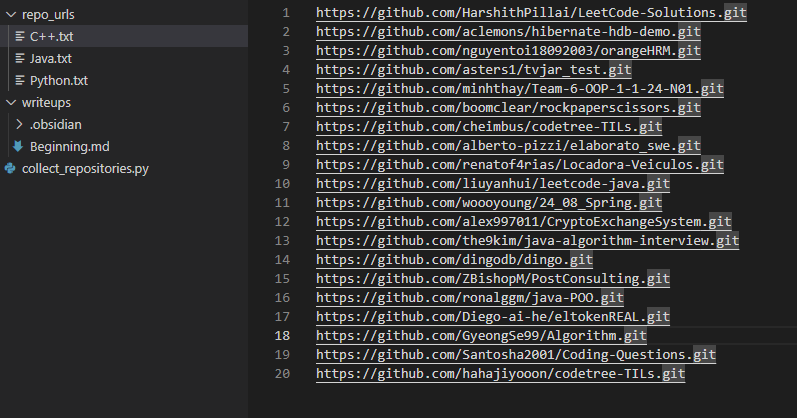 repo_urls
C++.txt
Java.txt
Python.txt
writeups
.obsidian
Beginning.md
collect_repositories.py
1 https://github.com/HarshithPillai/LeetCode-Solutions.git
2 https://github.com/aclemons/hibernate-hdb-demo.git
3 https://github.com/nguyentoi18092003/orangeHRM.git
4 https://github.com/asters1/tvjar_test.git
5 https://github.com/minhthay/Team-6-OOP-1-1-24-N01.git
6 https://github.com/boomclear/rockpaperscissors.git
7 https://github.com/cheimbus/codetree-TILs.git
8 https://github.com/alberto-pizzi/elaborato_swe.git
9 https://github.com/renatof4rias/Locadora-Veiculos.git
10 https://github.com/liuyanhui/leetcode-java.git
11 https://github.com/woooyoung/24_08_Spring.git
12 https://github.com/alex997011/CryptoExchangeSystem.git
13 https://github.com/the9kim/java-algorithm-interview.git
14 https://github.com/dingodb/dingo.git
15 https://github.com/ZBishopM/PostConsulting.git
16 https://github.com/ronalggm/java-POO.git
17 https://github.com/Diego-ai-he/eltokenREAL.git
18 https://github.com/GyeongSe99/Algorithm.git
19 https://github.com/Santosha2001/Coding-Questions.git
20 https://github.com/hahajiyooon/codetree-TILs.git